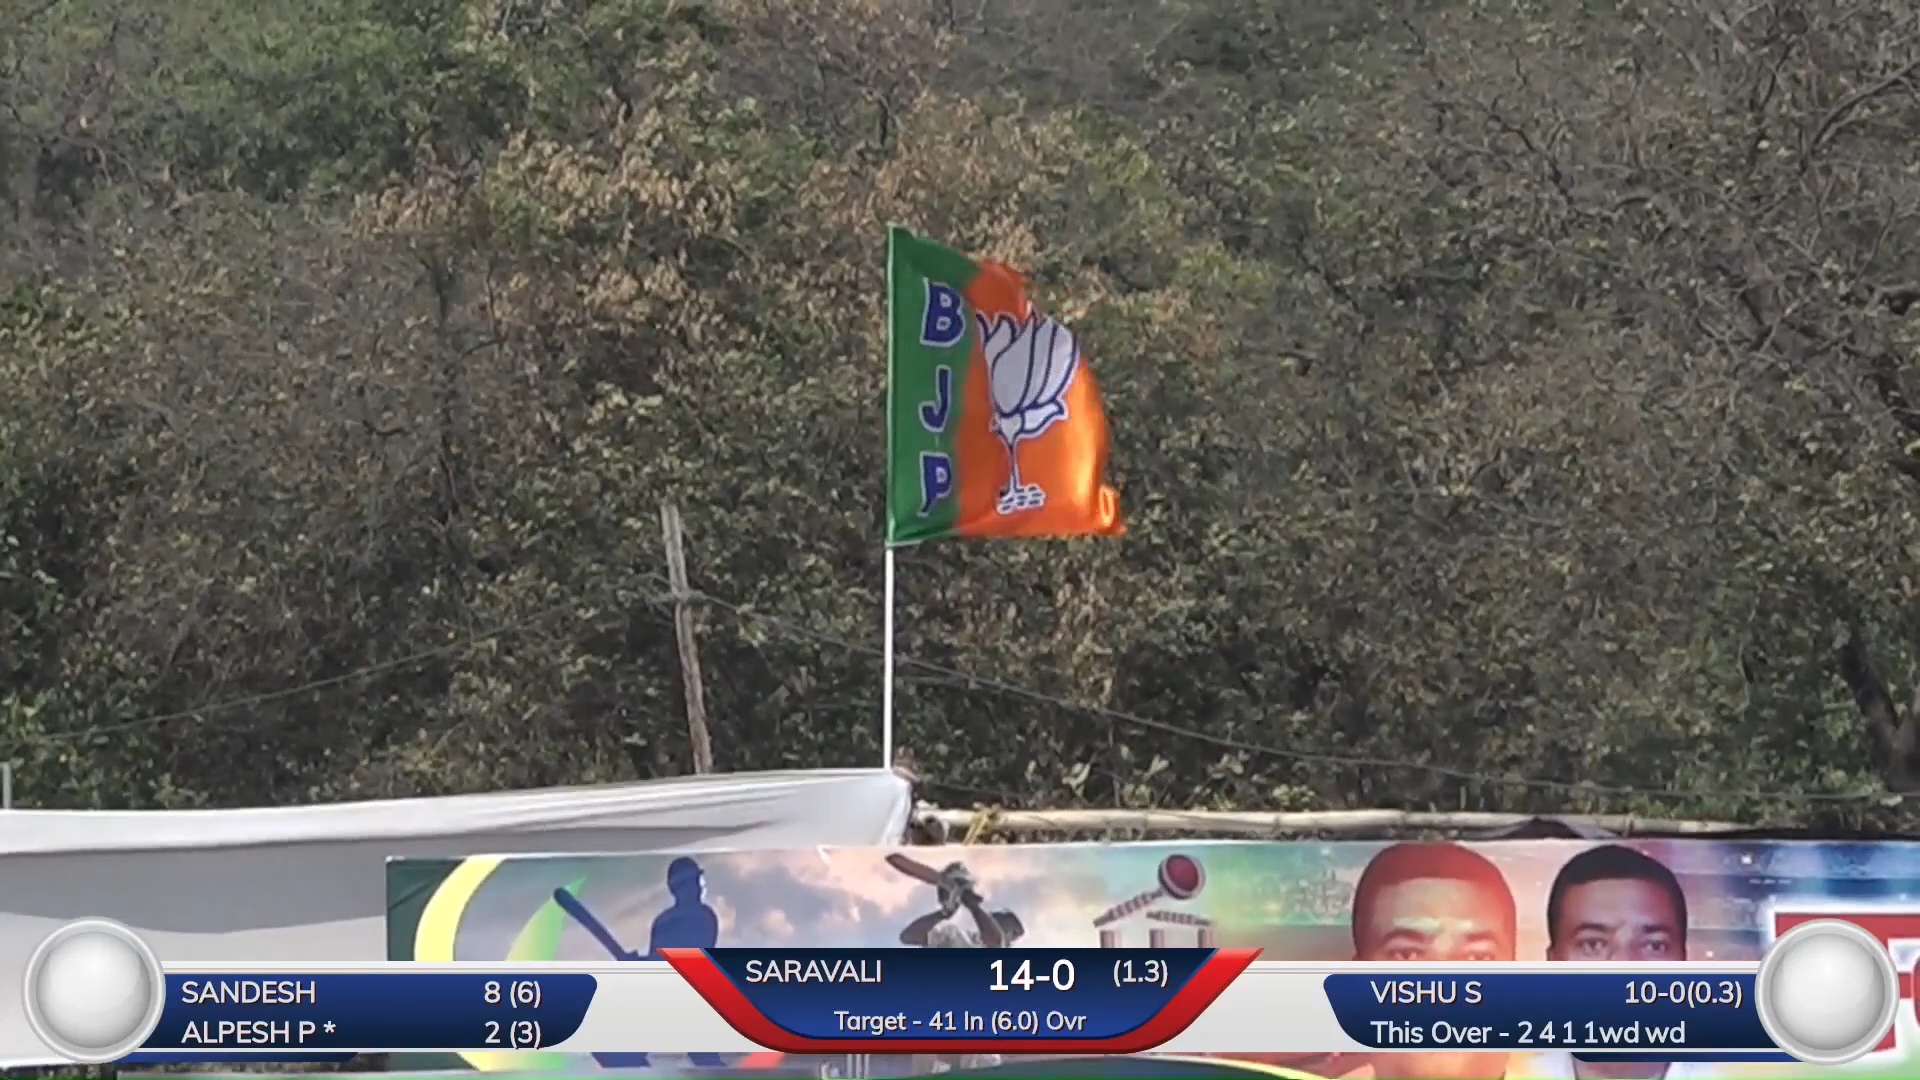 B
J
P
SARAVALI 14-0 (1.3)
Target - 41 In (6.0) Ovr
SANDESH 8 (6)
ALPESH P * 2 (3)
VISHU S 10-0(0.3)
This Over - 2 4 1 1wd wd